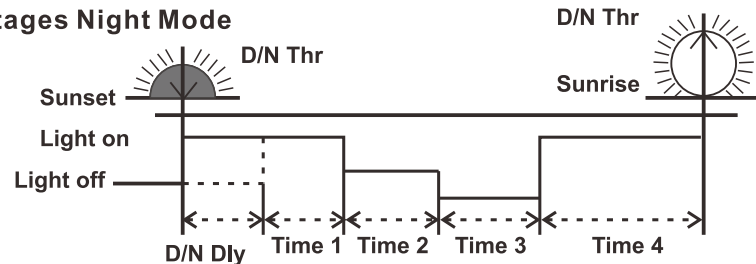 tages Night Mode
D/N Thr
D/N Thr
Sunset
Sunrise
Light on
Light off
D/N Dly
Time 1
Time 2
Time 3
Time 4